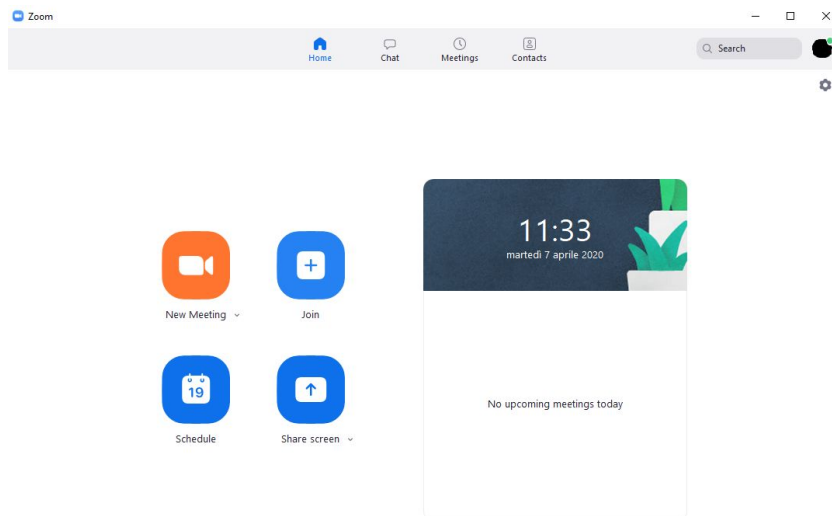 Zoom
Home
Chat
Meetings
Contacts
Search
11:33
martedì 7 aprile 2020
New Meeting
Join
19
Schedule
Share screen
No upcoming meetings today